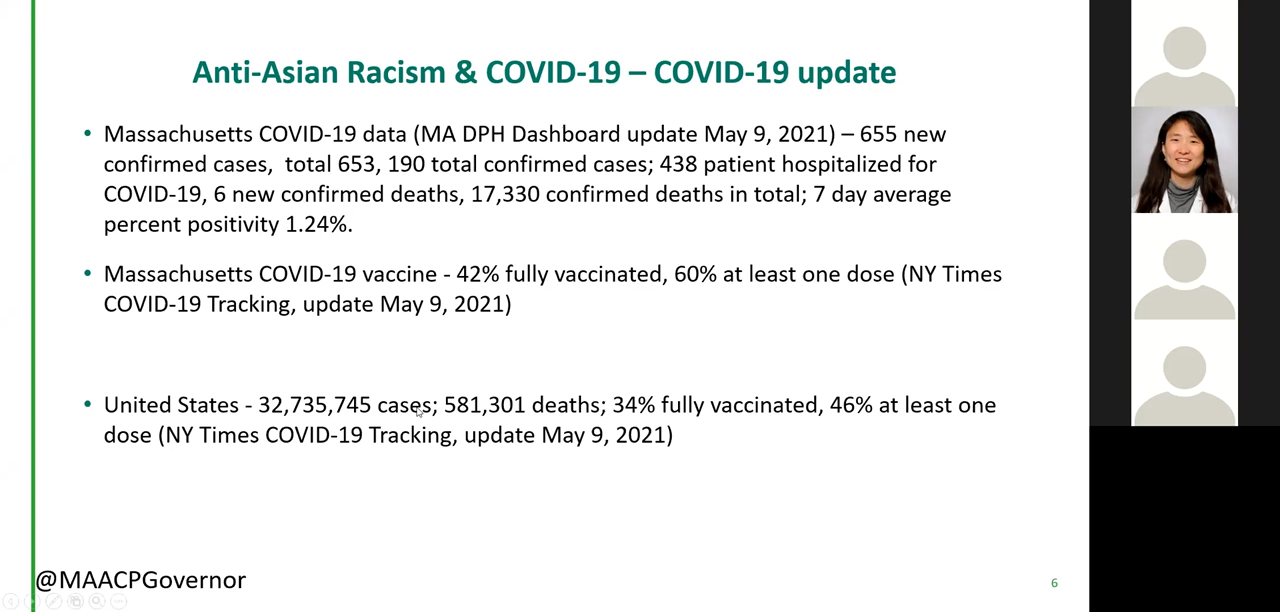 Anti-Asian Racism & COVID-19 – COVID-19 update
• Massachusetts COVID-19 data (MA DPH Dashboard update May 9, 2021) – 655 new
confirmed cases,  total 653, 190 total confirmed cases; 438 patient hospitalized for
COVID-19, 6 new confirmed deaths, 17,330 confirmed deaths in total; 7 day average
percent positivity 1.24%.
• Massachusetts COVID-19 vaccine - 42% fully vaccinated, 60% at least one dose (NY Times
COVID-19 Tracking, update May 9, 2021)
• United States - 32,735,745 cases; 581,301 deaths; 34% fully vaccinated, 46% at least one
dose (NY Times COVID-19 Tracking, update May 9, 2021)
@MAACPGovernor
6